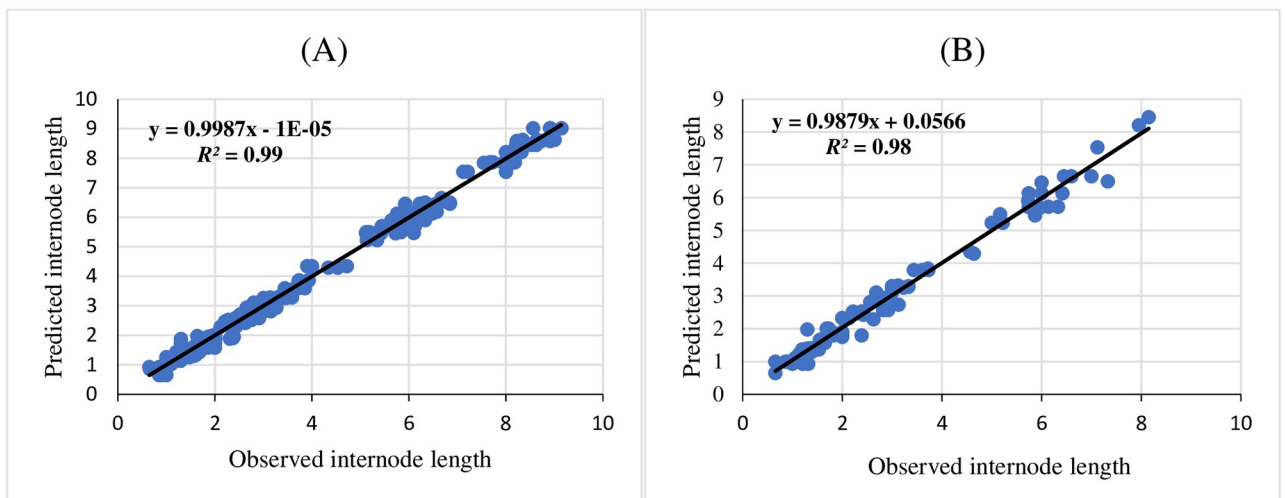 (A)
y = 0.9987x - 1E-05
R² = 0.99
Predicted internode length
10
9
8
7
6
5
4
3
2
1
0
0 2 4 6 8 10
Observed internode length
(B)
y = 0.9879x + 0.0566
R² = 0.98
Predicted internode length
9
8
7
6
5
4
3
2
1
0
0 2 4 6 8 10
Observed internode length